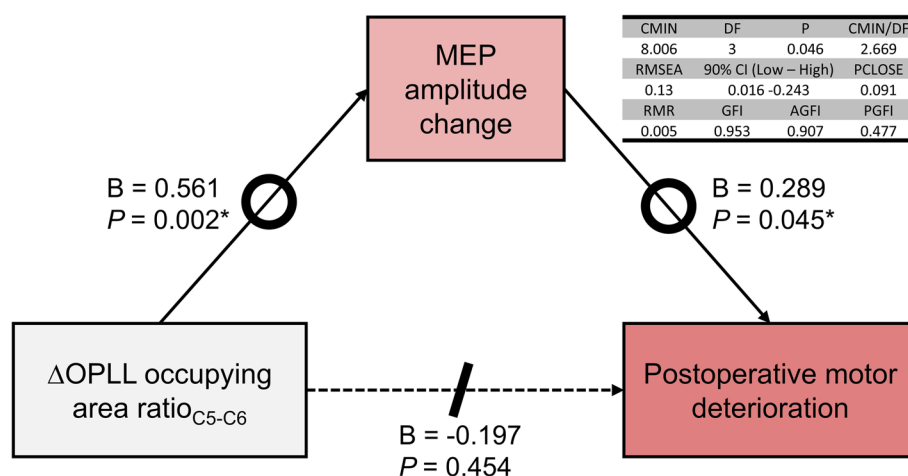 MEP
amplitude
change
CMIN DF P CMIN/DF
8.006 3 0.046 2.669
RMSEA 90% CI (Low – High) PCLOSE
0.13 0.016 -0.243 0.091
RMR GFI AGFI PGFI
0.005 0.953 0.907 0.477
B = 0.561
P = 0.002*
B = 0.289
P = 0.045*
ΔOPLL occupying
area ratioC5-C6
Postoperative motor
deterioration
B = -0.197
P = 0.454